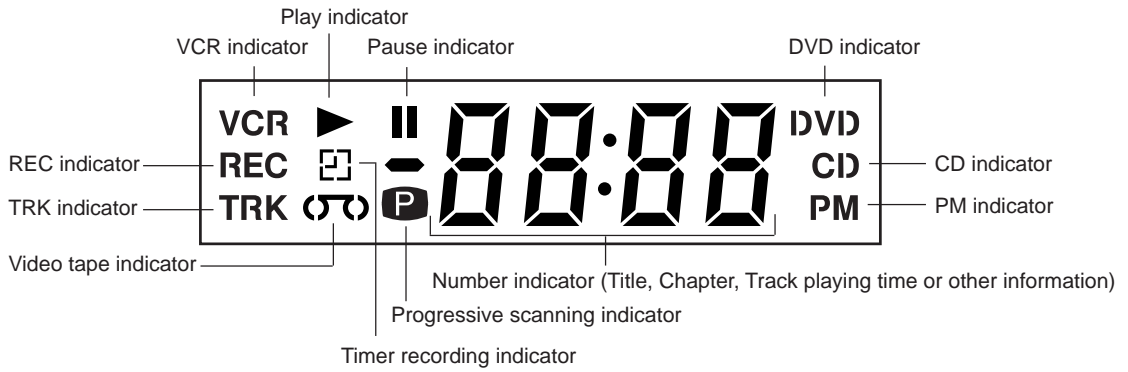 Play indicator
VCR indicator
Pause indicator
DVD indicator
VCR
88:88
DVD
REC indicator
REC
CD
CD indicator
TRK indicator
TRK
P
PM
PM indicator
Video tape indicator
Number indicator (Title, Chapter, Track playing time or other information)
Progressive scanning indicator
Timer recording indicator